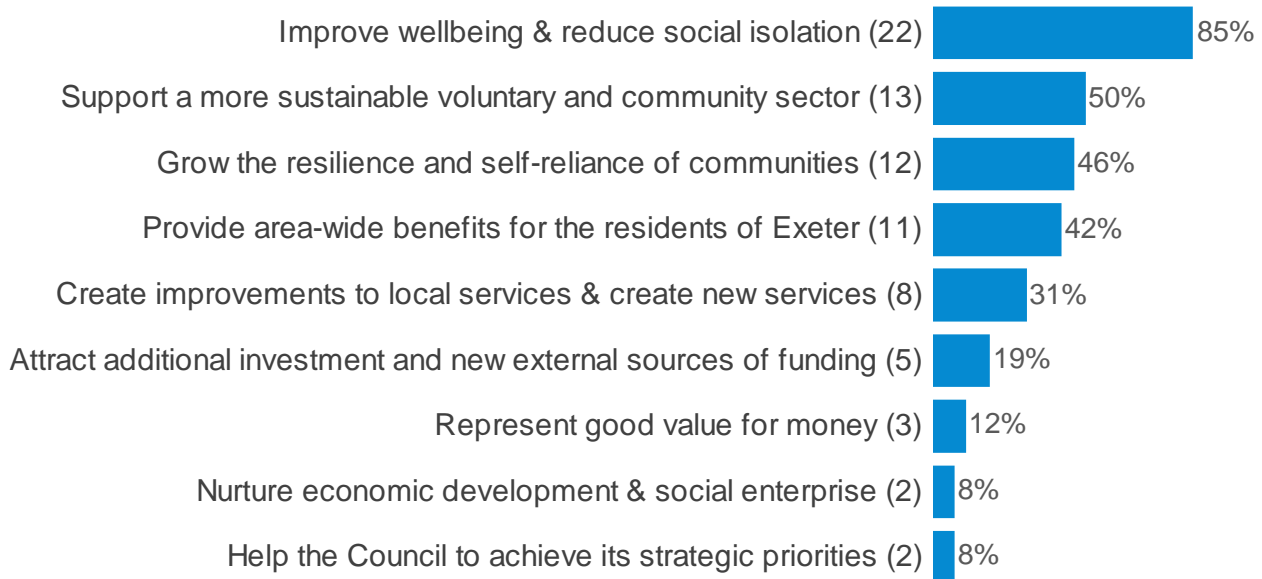 Improve wellbeing & reduce social isolation (22) 85%
Support a more sustainable voluntary and community sector (13) 50%
Grow the resilience and self-reliance of communities (12) 46%
Provide area-wide benefits for the residents of Exeter (11) 42%
Create improvements to local services & create new services (8) 31%
Attract additional investment and new external sources of funding (5) 19%
Represent good value for money (3) 12%
Nurture economic development & social enterprise (2) 8%
Help the Council to achieve its strategic priorities (2) 8%